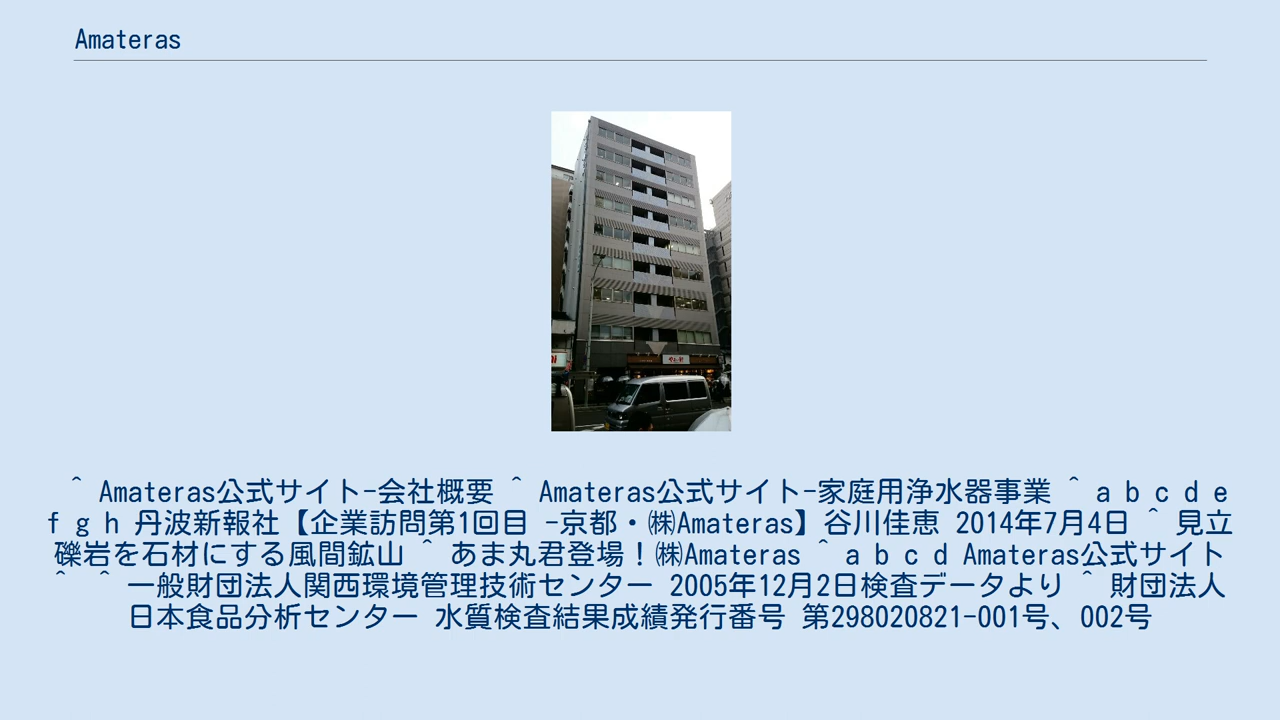 Amateras
^ Amateras公式サイト-会社概要 ^ Amateras公式サイト-家庭用浄水器事業 ^ a b c d e
f g h 丹波新報社【企業訪問第1回目 -京都・㈱Amateras】谷川佳恵 2014年7月4日 ^ 見立
礫岩を石材にする風間鉱山 ^ あま丸君登場！㈱Amateras ^ a b c d Amateras公式サイト
^ ^ 一般財団法人関西環境管理技術センター 2005年12月2日検査データより ^ 財団法人
日本食品分析センター 水質検査結果成績発行番号 第298020821-001号、002号